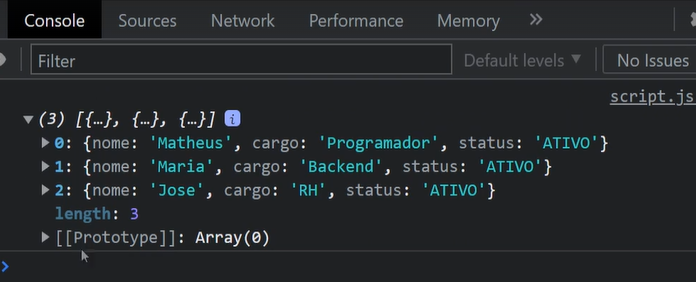 Console Sources Network Performance Memory »
Filter Default levels ▼ No Issues
script.js
▼ (3) [{…}, {…}, {…}] i
▶ 0: {nome: 'Matheus', cargo: 'Programador', status: 'ATIVO'}
▶ 1: {nome: 'Maria', cargo: 'Backend', status: 'ATIVO'}
▶ 2: {nome: 'Jose', cargo: 'RH', status: 'ATIVO'}
length: 3
▶ [[Prototype]]: Array(0)
>